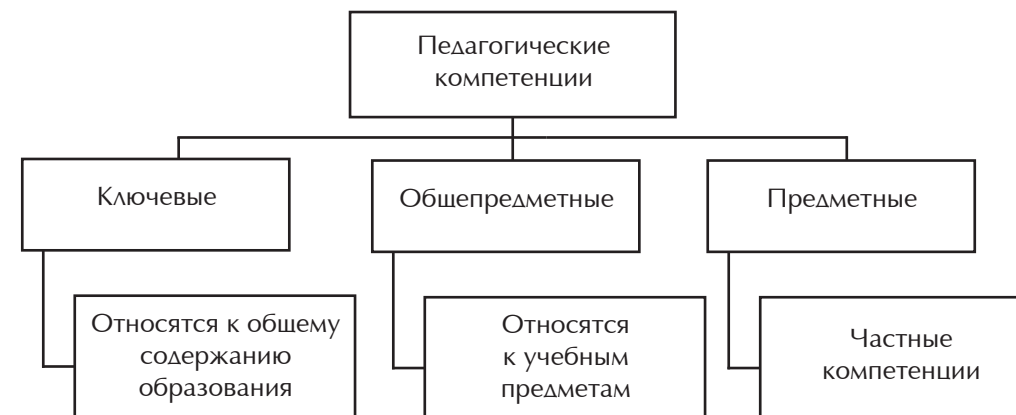 Педагогические
компетенции
Ключевые
Общепредметные
Предметные
Относятся к общему
содержанию
образования
Относятся
к учебным
предметам
Частные
компетенции